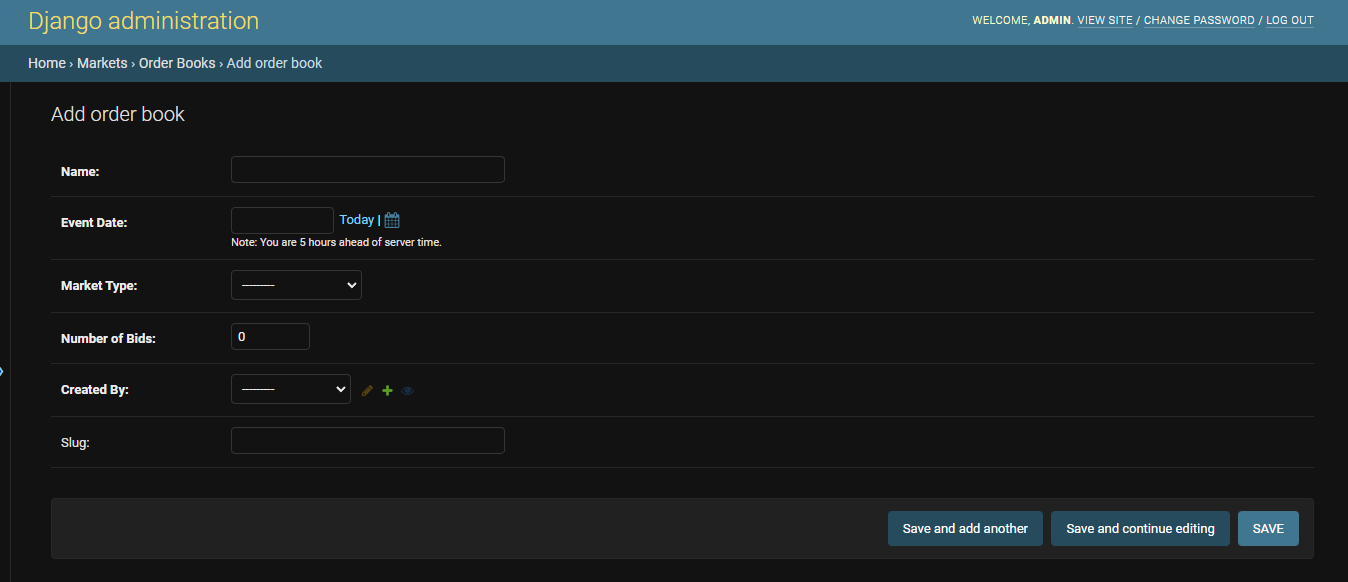 Django administration
WELCOME, ADMIN. VIEW SITE / CHANGE PASSWORD / LOG OUT
Home › Markets › Order Books › Add order book
Add order book
Name:
Event Date: Today |
Note: You are 5 hours ahead of server time.
Market Type: ---------
Number of Bids: 0
Created By: ---------
Slug:
Save and add another Save and continue editing SAVE